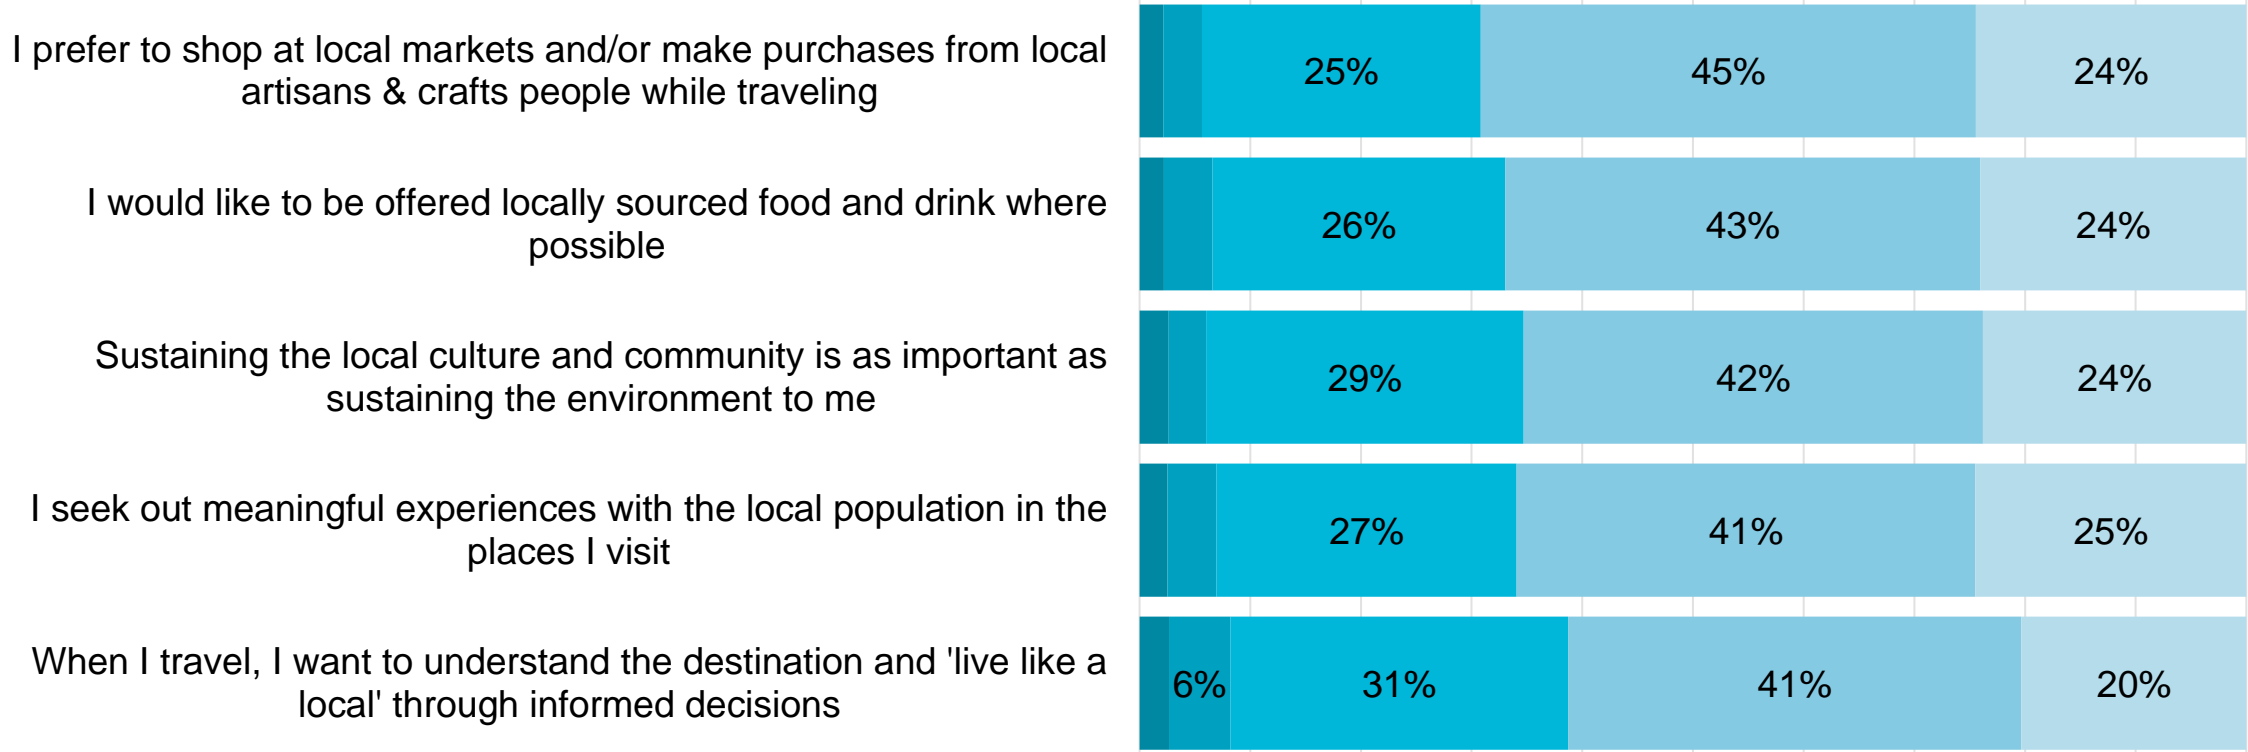 I prefer to shop at local markets and/or make purchases from local
artisans & crafts people while traveling
25% 45% 24%
I would like to be offered locally sourced food and drink where
possible
26% 43% 24%
Sustaining the local culture and community is as important as
sustaining the environment to me
29% 42% 24%
I seek out meaningful experiences with the local population in the
places I visit
27% 41% 25%
When I travel, I want to understand the destination and 'live like a
local' through informed decisions
6% 31% 41% 20%